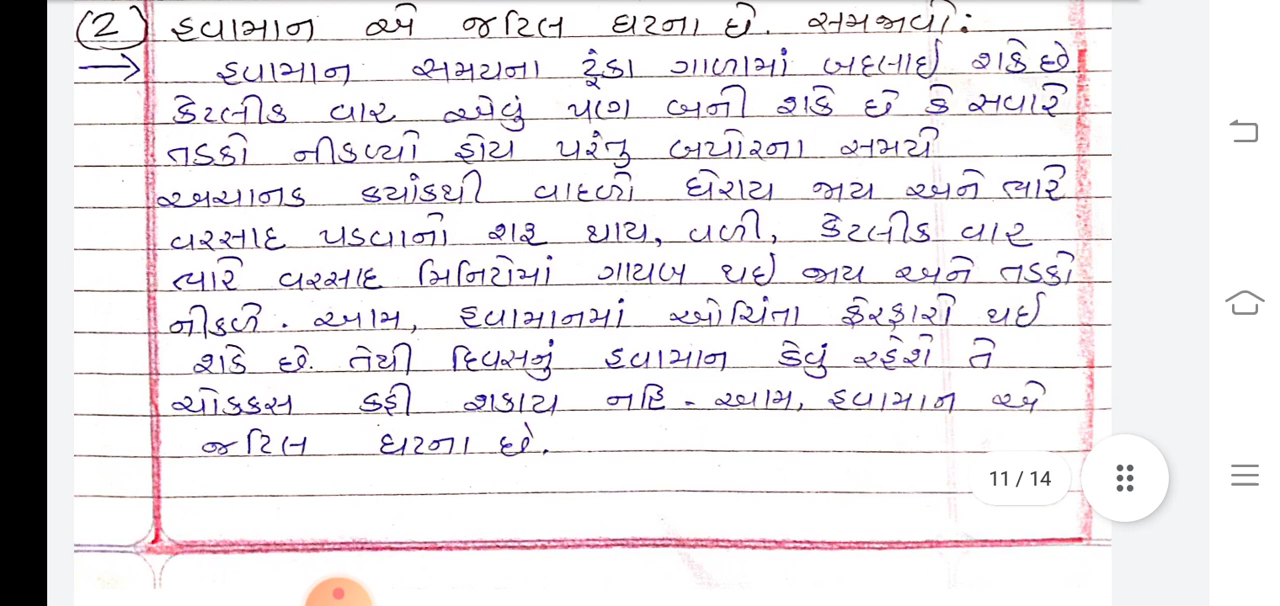 (2) હવામાન એ જટિલ ઘટના છે. સમજાવો:
→ હવામાન સમયના ટૂંકા ગાળામાં બદલાઈ શકે છે
કેટલીક વાર એવું પણ બની શકે છે કે સવારે
તડકો નીકળ્યો હોય પરંતુ બપોરના સમયે
અચાનક કયાંકથી વાદળો ઘેરાય જાય અને ત્યારે
વરસાદ પડવાનો શરૂ થાય, વળી, કેટલીક વાર
ત્યારે વરસાદ મિનિટોમાં ગાયબ થઈ જાય અને તડકો
નીકળે. આમ, હવામાનમાં ઓચિંતા ફેરફારો થઈ
શકે છે. તેથી દિવસનું હવામાન કેવું રહેશે તે
ચોકકસ કહી શકાય નહિ. આમ, હવામાન એ
જટિલ ઘટના છે.
11 / 14